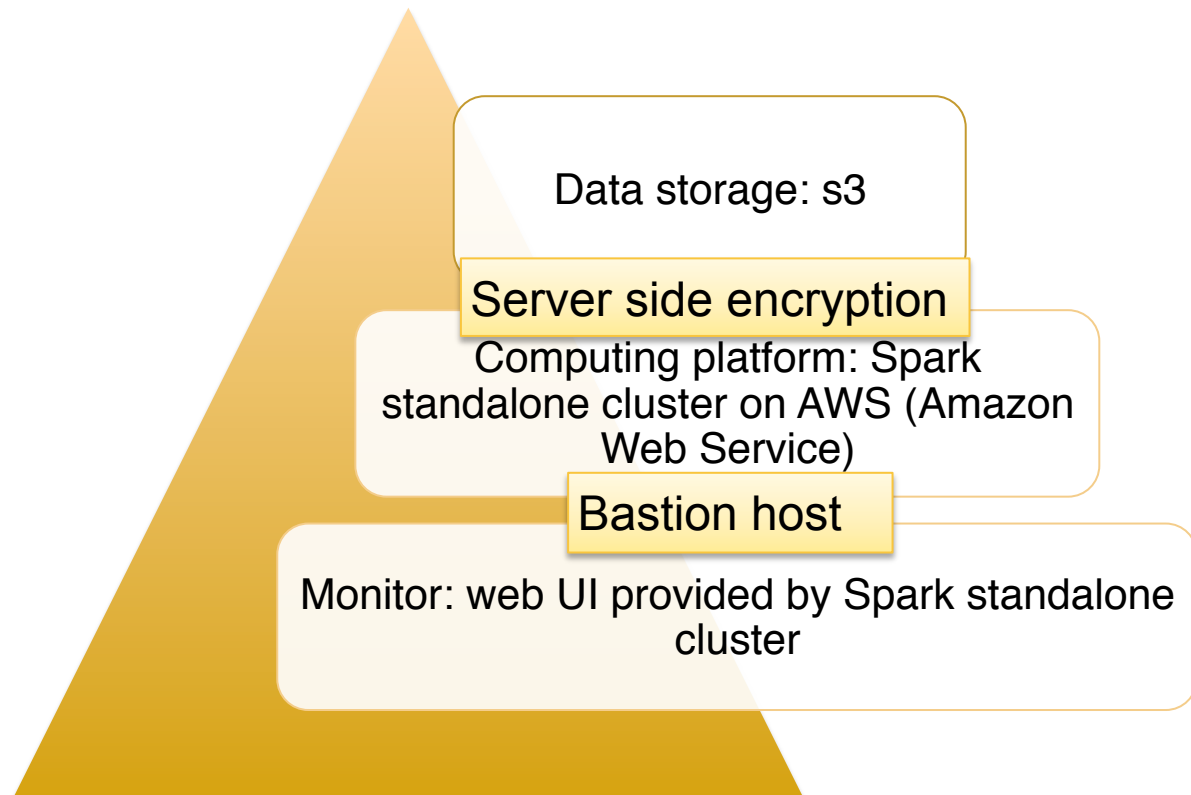 Data storage: s3
Server side encryption
Computing platform: Spark
standalone cluster on AWS (Amazon
Web Service)
Bastion host
Monitor: web UI provided by Spark standalone
cluster